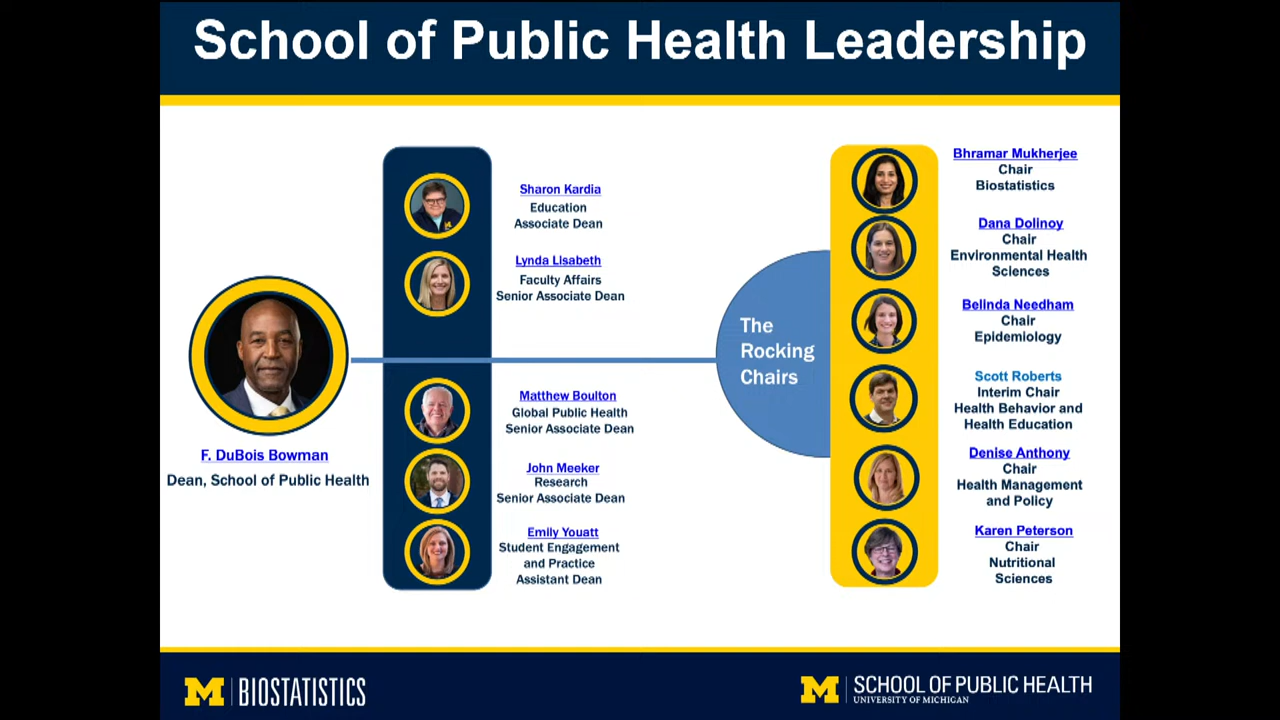 School of Public Health Leadership
F. DuBois Bowman
Dean, School of Public Health
Sharon Kardia
Education
Associate Dean
Lynda Lisabeth
Faculty Affairs
Senior Associate Dean
Matthew Boulton
Global Public Health
Senior Associate Dean
John Meeker
Research
Senior Associate Dean
Emily Youatt
Student Engagement
and Practice
Assistant Dean
The
Rocking
Chairs
Bhramar Mukherjee
Chair
Biostatistics
Dana Dolinoy
Chair
Environmental Health
Sciences
Belinda Needham
Chair
Epidemiology
Scott Roberts
Interim Chair
Health Behavior and
Health Education
Denise Anthony
Chair
Health Management
and Policy
Karen Peterson
Chair
Nutritional
Sciences
M BIOSTATISTICS
M SCHOOL OF PUBLIC HEALTH
UNIVERSITY OF MICHIGAN